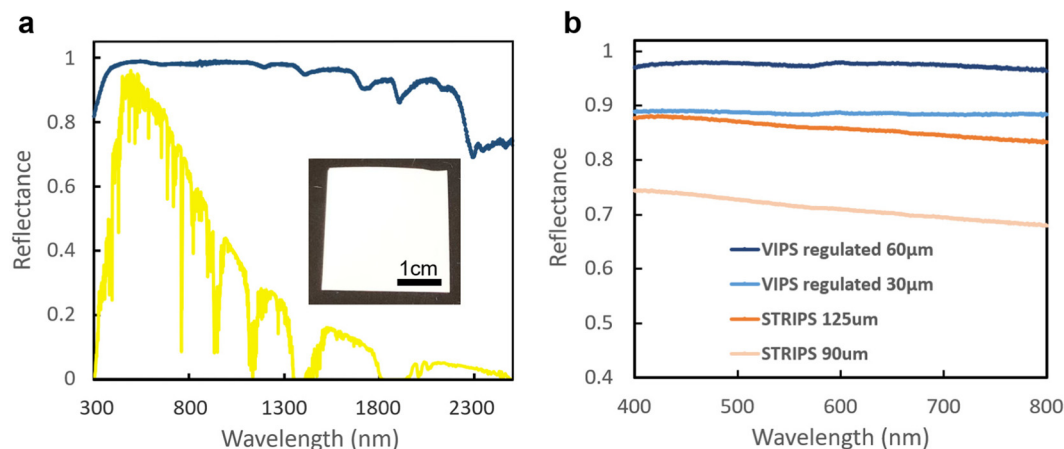 a
1
0.8
0.6
0.4
0.2
0
Reflectance
300 800 1300 1800 2300
Wavelength (nm)
1cm
b
1
0.9
0.8
0.7
0.6
0.5
0.4
Reflectance
VIPS regulated 60μm
VIPS regulated 30μm
STRIPS 125um
STRIPS 90um
400 500 600 700 800
Wavelength (nm)